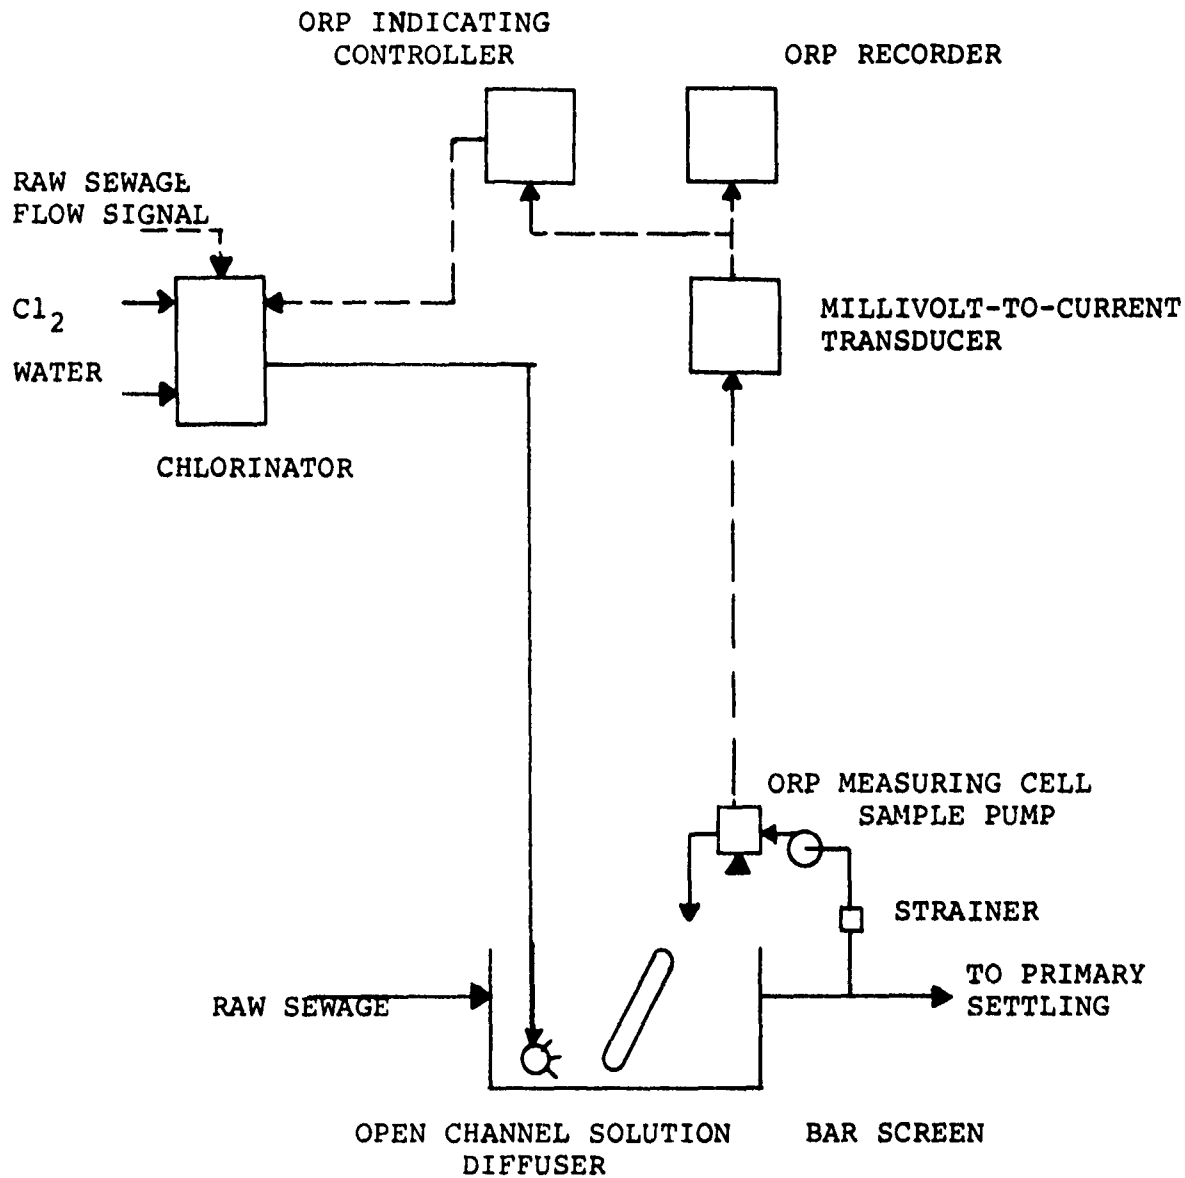 ORP INDICATING
CONTROLLER
ORP RECORDER
RAW SEWAGE
FLOW SIGNAL
Cl2
MILLIVOLT-TO-CURRENT
TRANSDUCER
WATER
CHLORINATOR
ORP MEASURING CELL
SAMPLE PUMP
STRAINER
RAW SEWAGE
TO PRIMARY
SETTLING
OPEN CHANNEL SOLUTION
DIFFUSER
BAR SCREEN